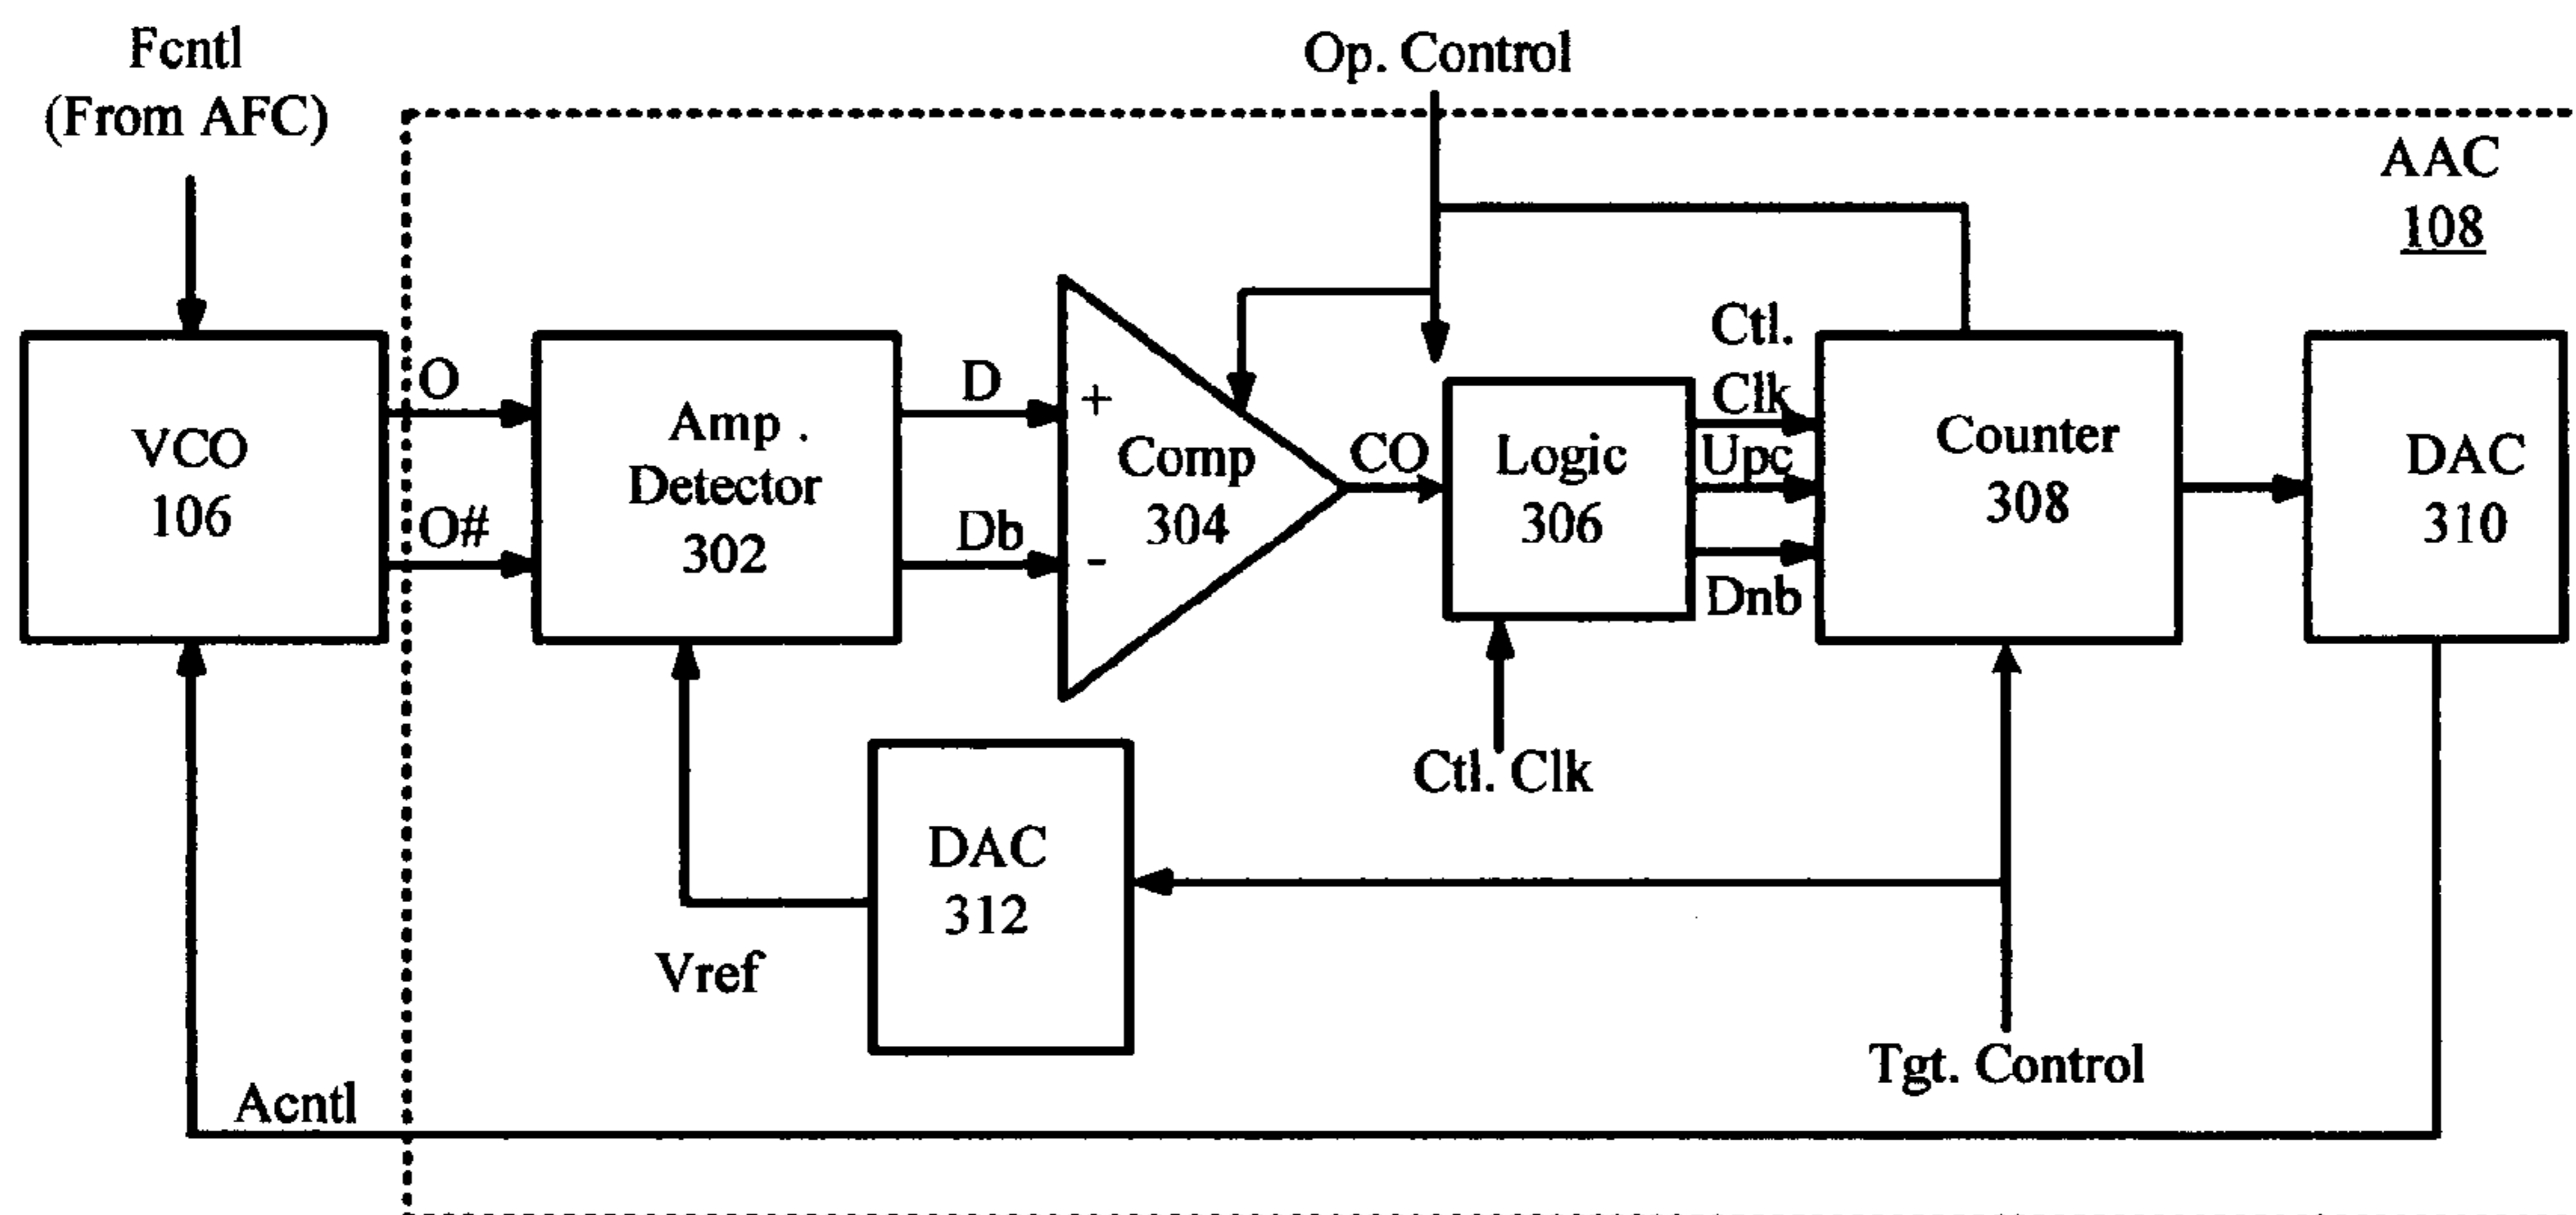 Fcntl
(From AFC)
Op. Control
AAC
108
VCO
106
O
O#
Amp .
Detector
302
D
Db
+
-
Comp
304
CO
Logic
306
Ctl.
Clk
Upc
Dnb
Counter
308
DAC
310
Ctl. Clk
DAC
312
Vref
Tgt. Control
Acntl